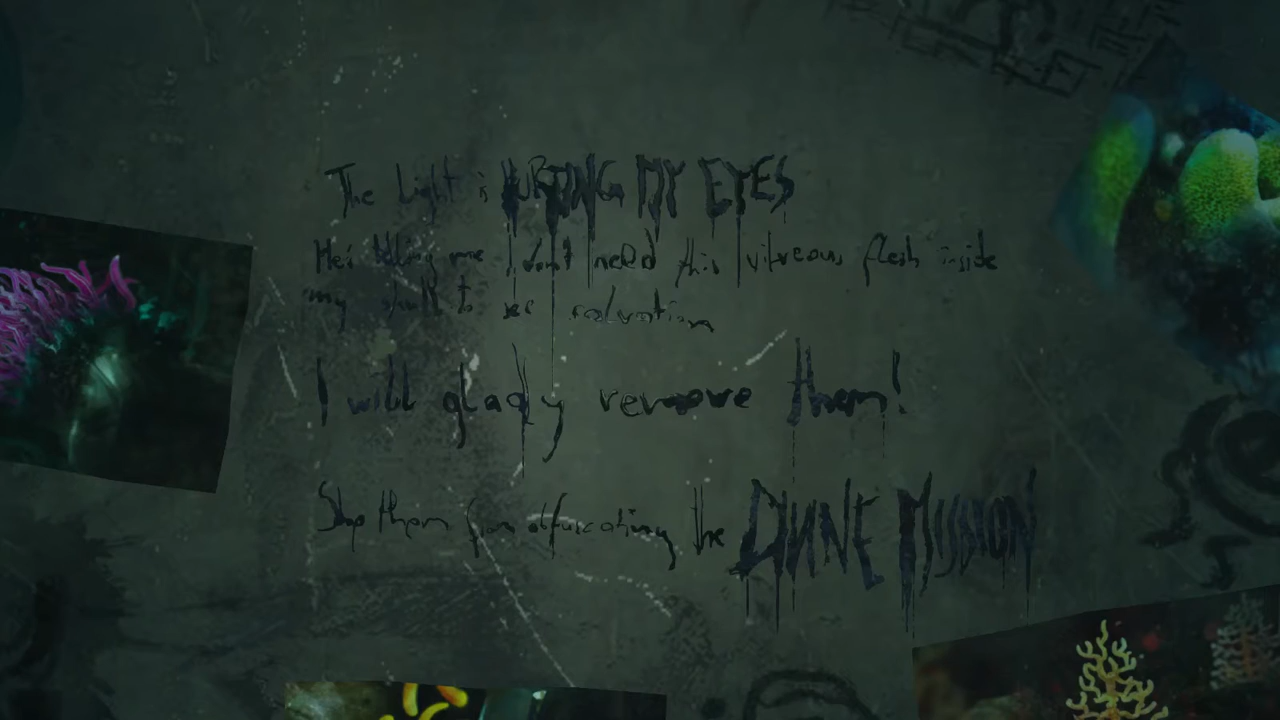 The Light is HURTING MY EYES
He's telling me I don't need this vitreous flesh inside
my skull to see salvation
I will gladly remove them!
Stop them from obfuscating the DIVINE MISSION